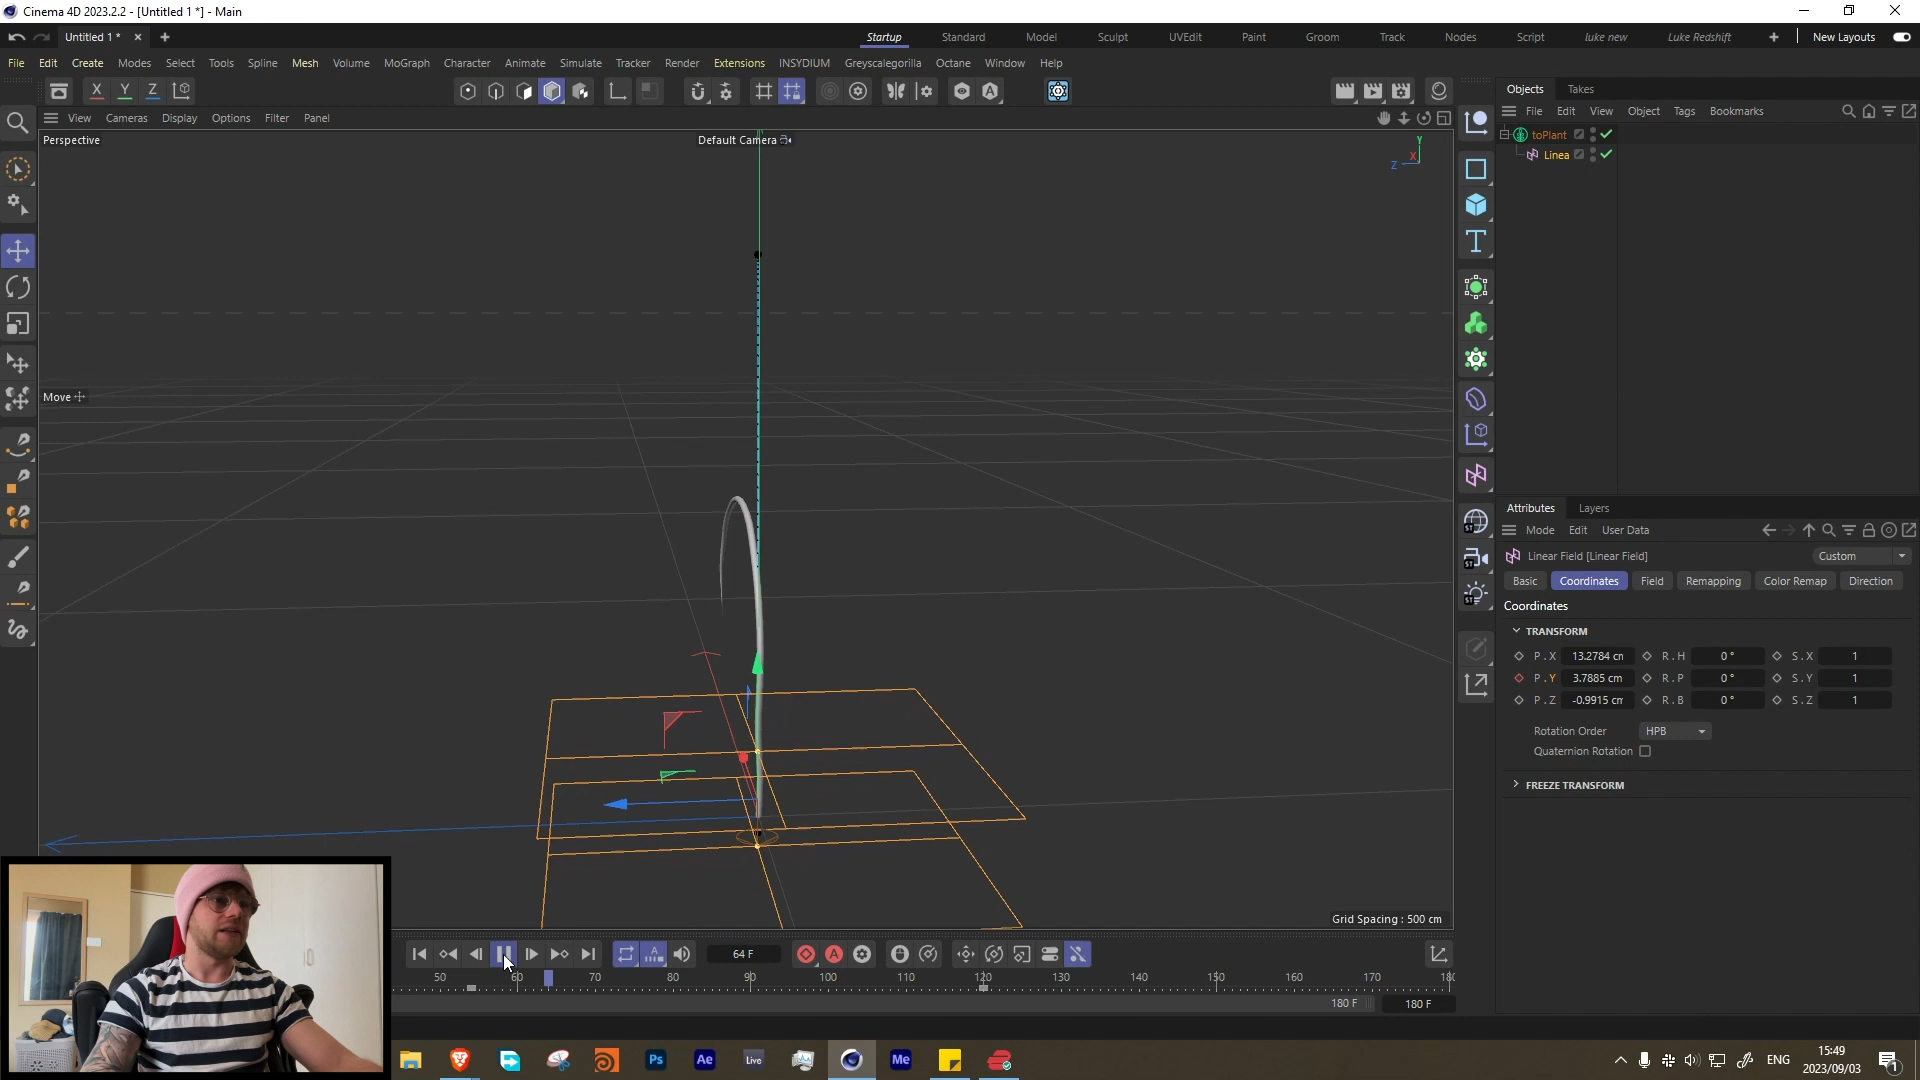 Cinema 4D 2023.2.2 - [Untitled 1 *] - Main
Untitled 1 *
Startup Standard Model Sculpt UVEdit Paint Groom Track Nodes Script luke new Luke Redshift New Layouts
File Edit Create Modes Select Tools Spline Mesh Volume MoGraph Character Animate Simulate Tracker Render Extensions INSYDIUM Greyscalegorilla Octane Window Help
X Y Z
View Cameras Display Options Filter Panel
Perspective
Default Camera
Y
X
Z
Move
Grid Spacing : 500 cm
64 F
50 60 70 80 90 100 110 120 130 140 150 160 170 18
180 F 180 F
Objects Takes
File Edit View Object Tags Bookmarks
toPlant
Linea
Attributes Layers
Mode Edit User Data
Linear Field [Linear Field]
Custom
Basic Coordinates Field Remapping Color Remap Direction
Coordinates
TRANSFORM
P . X 13.2784 cm R . H 0° S . X 1
P . Y 3.7885 cm R . P 0° S . Y 1
P . Z -0.9915 cm R . B 0° S . Z 1
Rotation Order HPB
Quaternion Rotation
FREEZE TRANSFORM
Ps Ae Live Me
ENG
15:49
2023/09/03
1